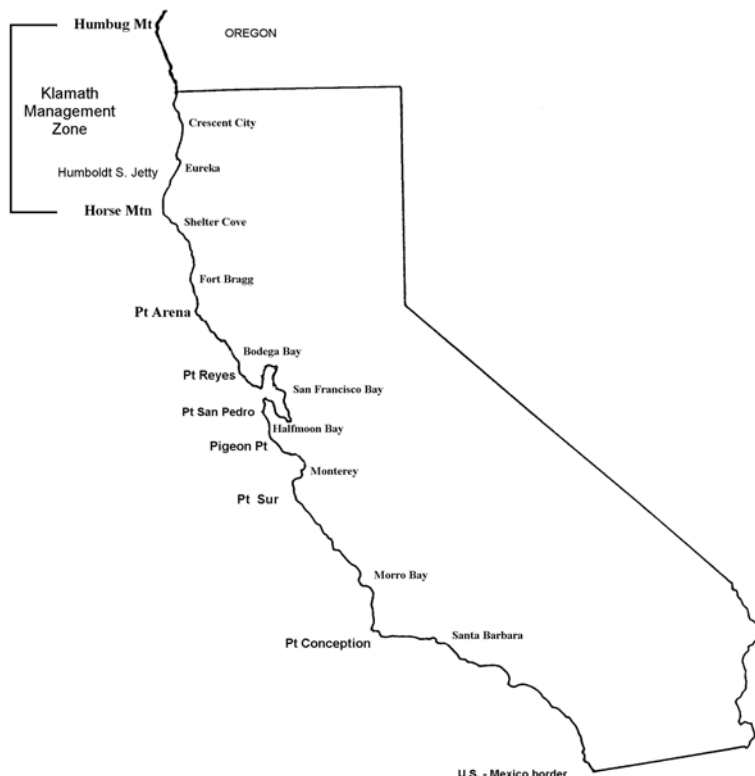 Humbug Mt
OREGON
Klamath
Management
Zone
Crescent City
Humboldt S. Jetty
Eureka
Horse Mtn
Shelter Cove
Fort Bragg
Pt Arena
Bodega Bay
Pt Reyes
San Francisco Bay
Pt San Pedro
Halfmoon Bay
Pigeon Pt
Monterey
Pt Sur
Morro Bay
Pt Conception
Santa Barbara
U.S. - Mexico border